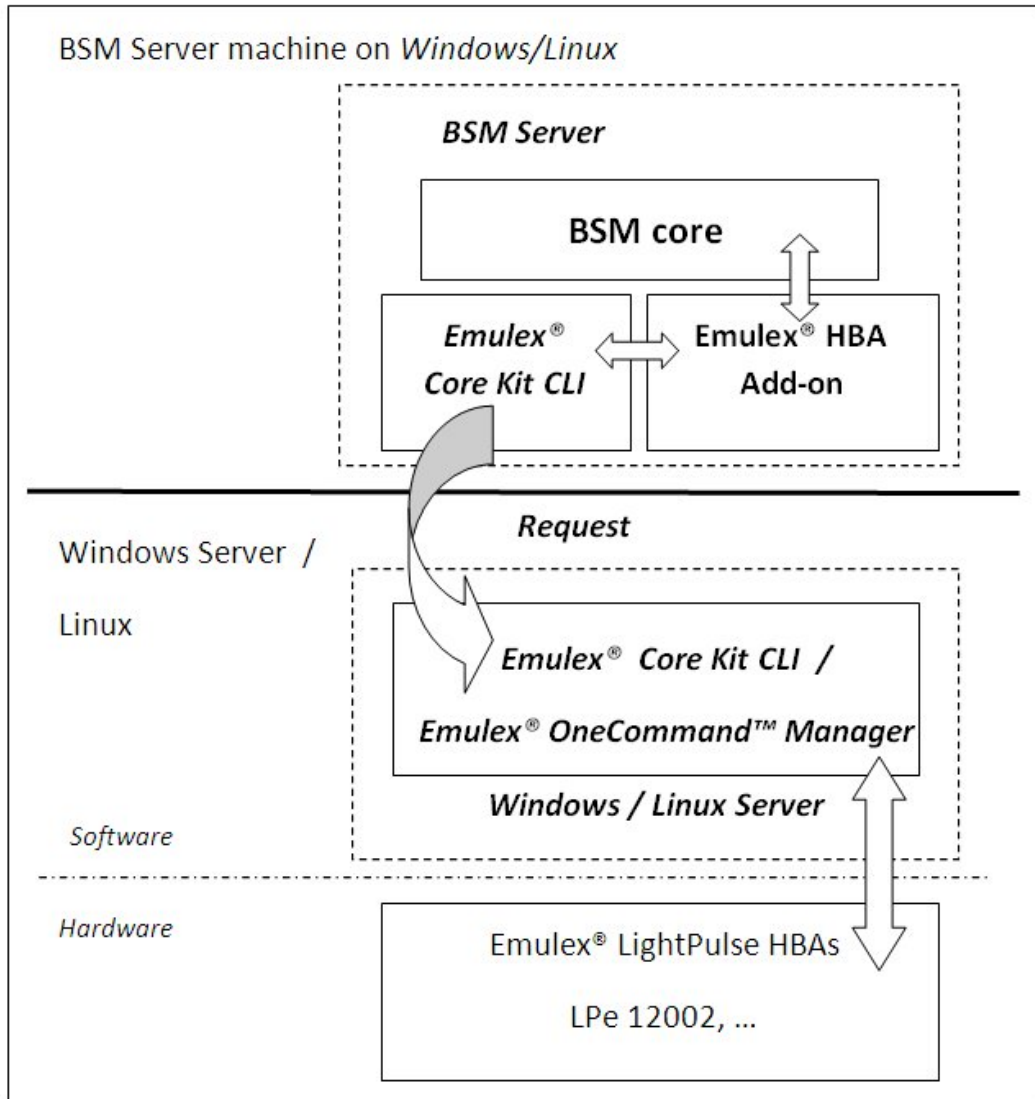 BSM Server machine on Windows/Linux
BSM Server
BSM core
Emulex®
Core Kit CLI
Emulex® HBA
Add-on
Request
Windows Server /
Linux
Emulex® Core Kit CLI /
Emulex® OneCommand™ Manager
Windows / Linux Server
Software
Hardware
Emulex® LightPulse HBAs
LPe 12002, ...